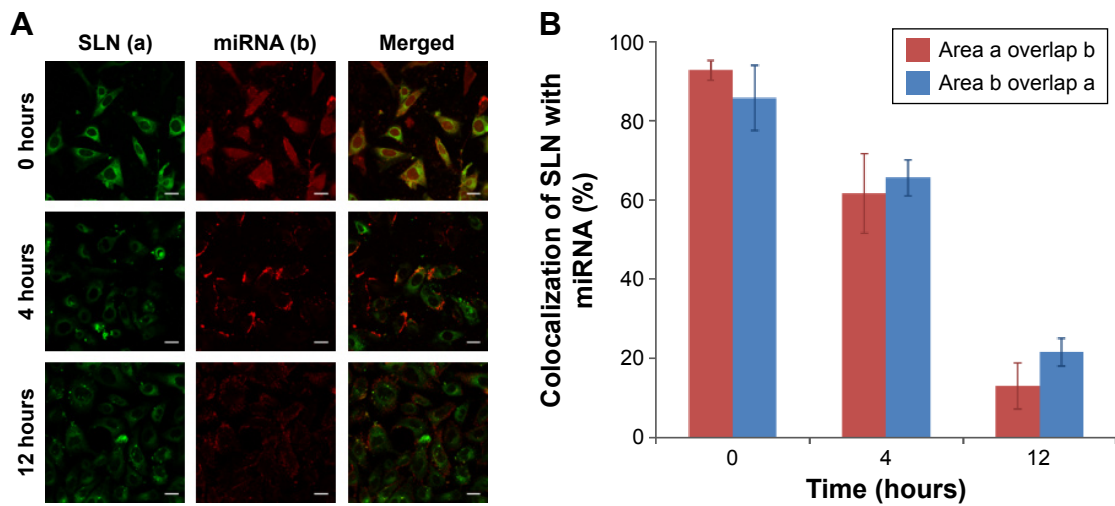 A
SLN (a) miRNA (b) Merged
0 hours
4 hours
12 hours
B
Colocalization of SLN with
miRNA (%)
100
80
60
40
20
0
Area a overlap b
Area b overlap a
0 4 12
Time (hours)